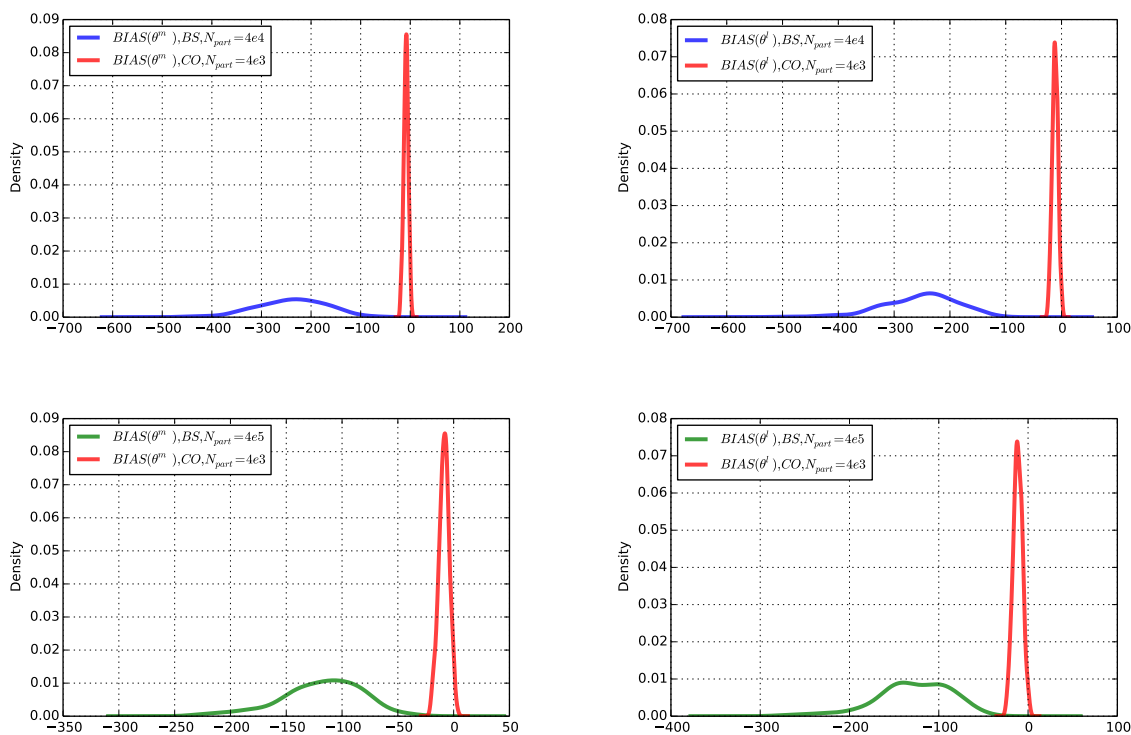 0.09
0.08
0.07
0.06
0.05
0.04
0.03
0.02
0.01
0.00
Density
BIAS(θ^m ),BS,N_part=4e4
BIAS(θ^m ),CO,N_part=4e3
−700 −600 −500 −400 −300 −200 −100 0 100 200
0.08
0.07
0.06
0.05
0.04
0.03
0.02
0.01
0.00
Density
BIAS(θ^l ),BS,N_part=4e4
BIAS(θ^l ),CO,N_part=4e3
−700 −600 −500 −400 −300 −200 −100 0 100
0.09
0.08
0.07
0.06
0.05
0.04
0.03
0.02
0.01
0.00
Density
BIAS(θ^m ),BS,N_part=4e5
BIAS(θ^m ),CO,N_part=4e3
−350 −300 −250 −200 −150 −100 −50 0 50
0.08
0.07
0.06
0.05
0.04
0.03
0.02
0.01
0.00
Density
BIAS(θ^l ),BS,N_part=4e5
BIAS(θ^l ),CO,N_part=4e3
−400 −300 −200 −100 0 100